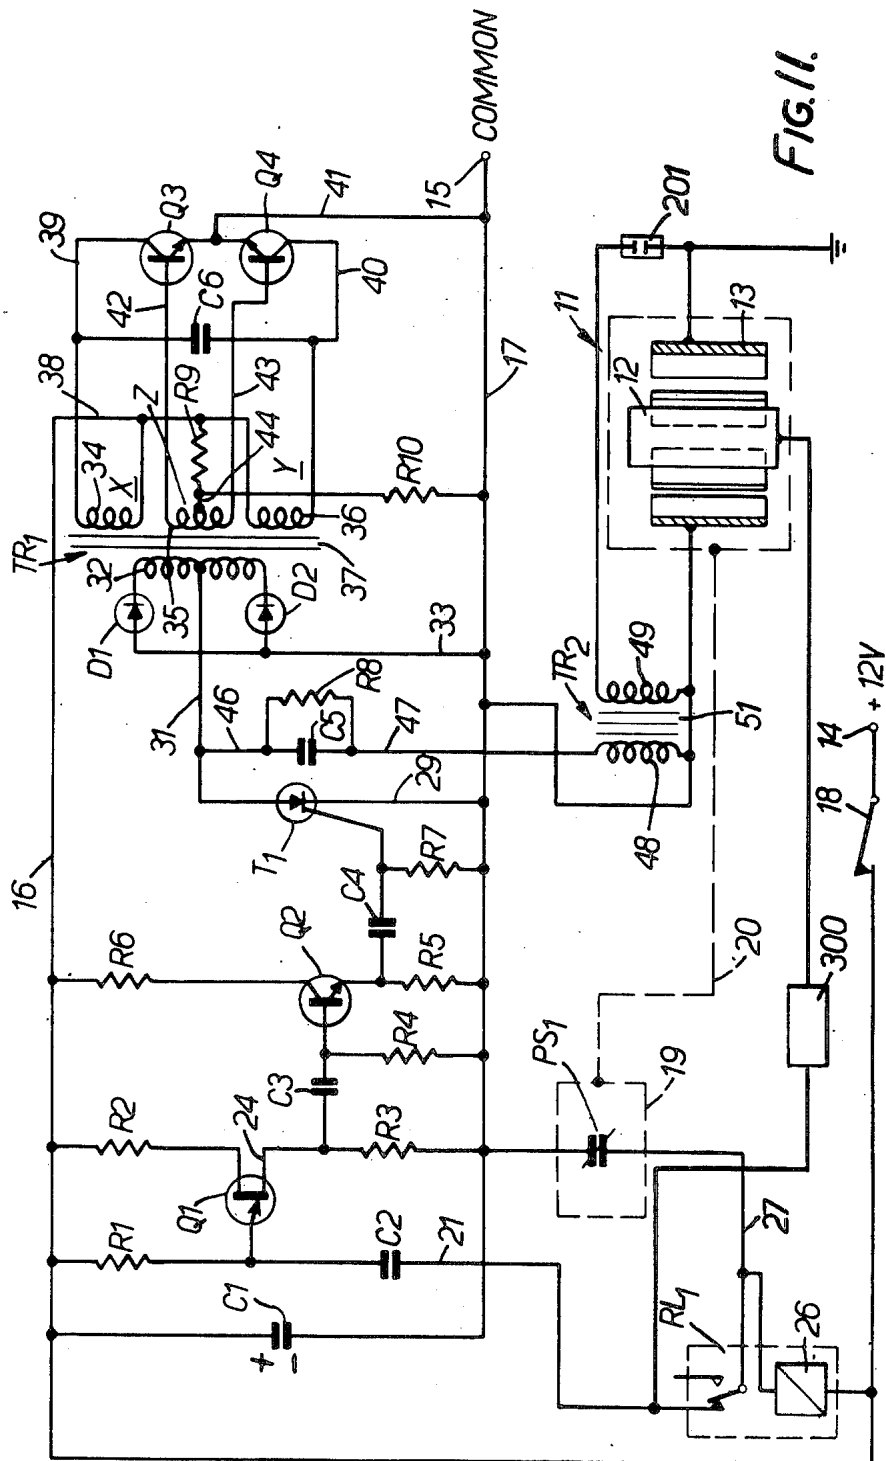 16
R1
R2
R6
C1
+
-
Q1
24
C2
21
R3
C3
R4
Q2
R5
C4
R7
T1
29
31
46
C5
R8
47
D1
D2
33
TR1
32
35
37
34
X
Z
44
Y
36
38
R9
R10
39
42
C6
43
40
Q3
Q4
41
17
15
COMMON
RL1
26
27
PS1
19
20
300
18
14
+12V
TR2
48
49
51
11
12
13
201
FIG.11.